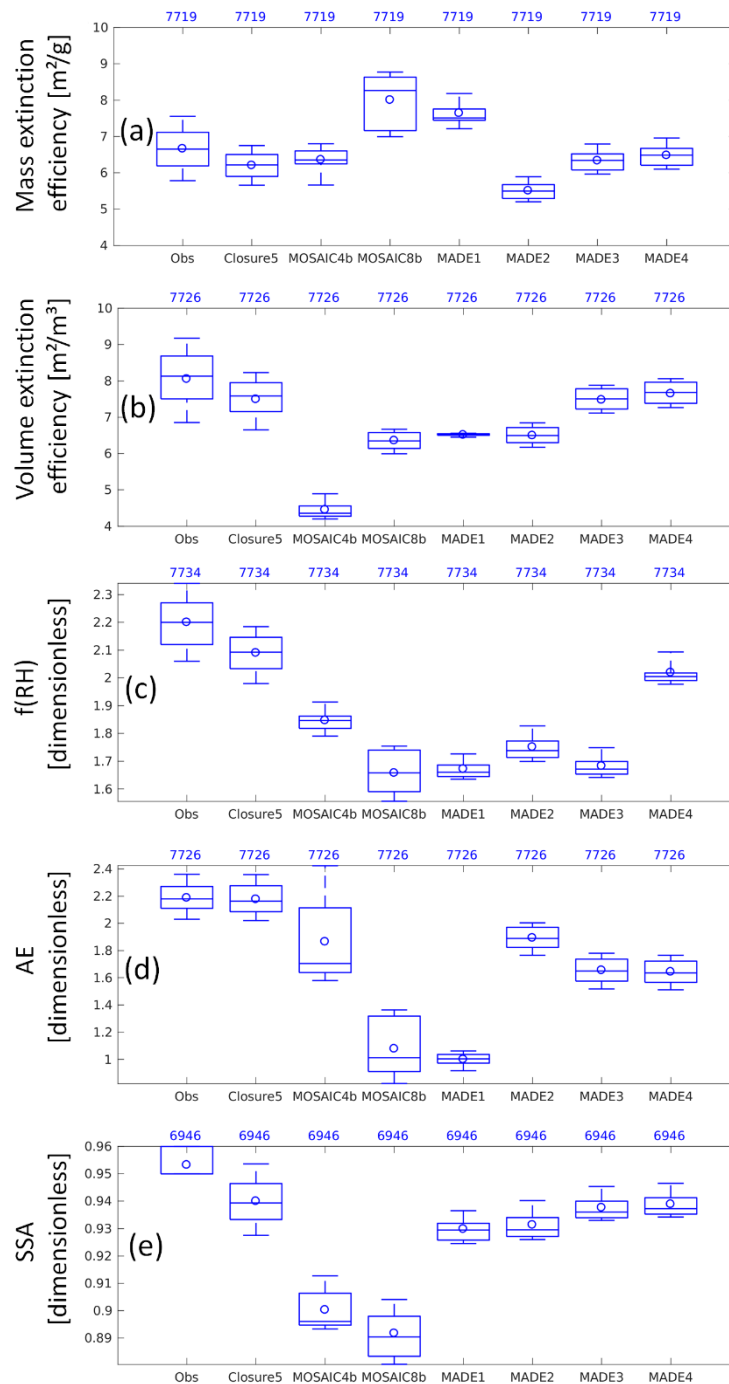 7719 7719 7719 7719 7719 7719 7719 7719
10
9
8
7
6
5
4
Mass extinction
efficiency [m²/g]
(a)
Obs Closure5 MOSAIC4b MOSAIC8b MADE1 MADE2 MADE3 MADE4
7726 7726 7726 7726 7726 7726 7726 7726
10
9
8
7
6
5
4
Volume extinction
efficiency [m²/m³]
(b)
Obs Closure5 MOSAIC4b MOSAIC8b MADE1 MADE2 MADE3 MADE4
7734 7734 7734 7734 7734 7734 7734 7734
2.3
2.2
2.1
2
1.9
1.8
1.7
1.6
f(RH)
[dimensionless]
(c)
Obs Closure5 MOSAIC4b MOSAIC8b MADE1 MADE2 MADE3 MADE4
7726 7726 7726 7726 7726 7726 7726 7726
2.4
2.2
2
1.8
1.6
1.4
1.2
1
AE
[dimensionless]
(d)
Obs Closure5 MOSAIC4b MOSAIC8b MADE1 MADE2 MADE3 MADE4
6946 6946 6946 6946 6946 6946 6946 6946
0.96
0.95
0.94
0.93
0.92
0.91
0.9
0.89
SSA
[dimensionless]
(e)
Obs Closure5 MOSAIC4b MOSAIC8b MADE1 MADE2 MADE3 MADE4